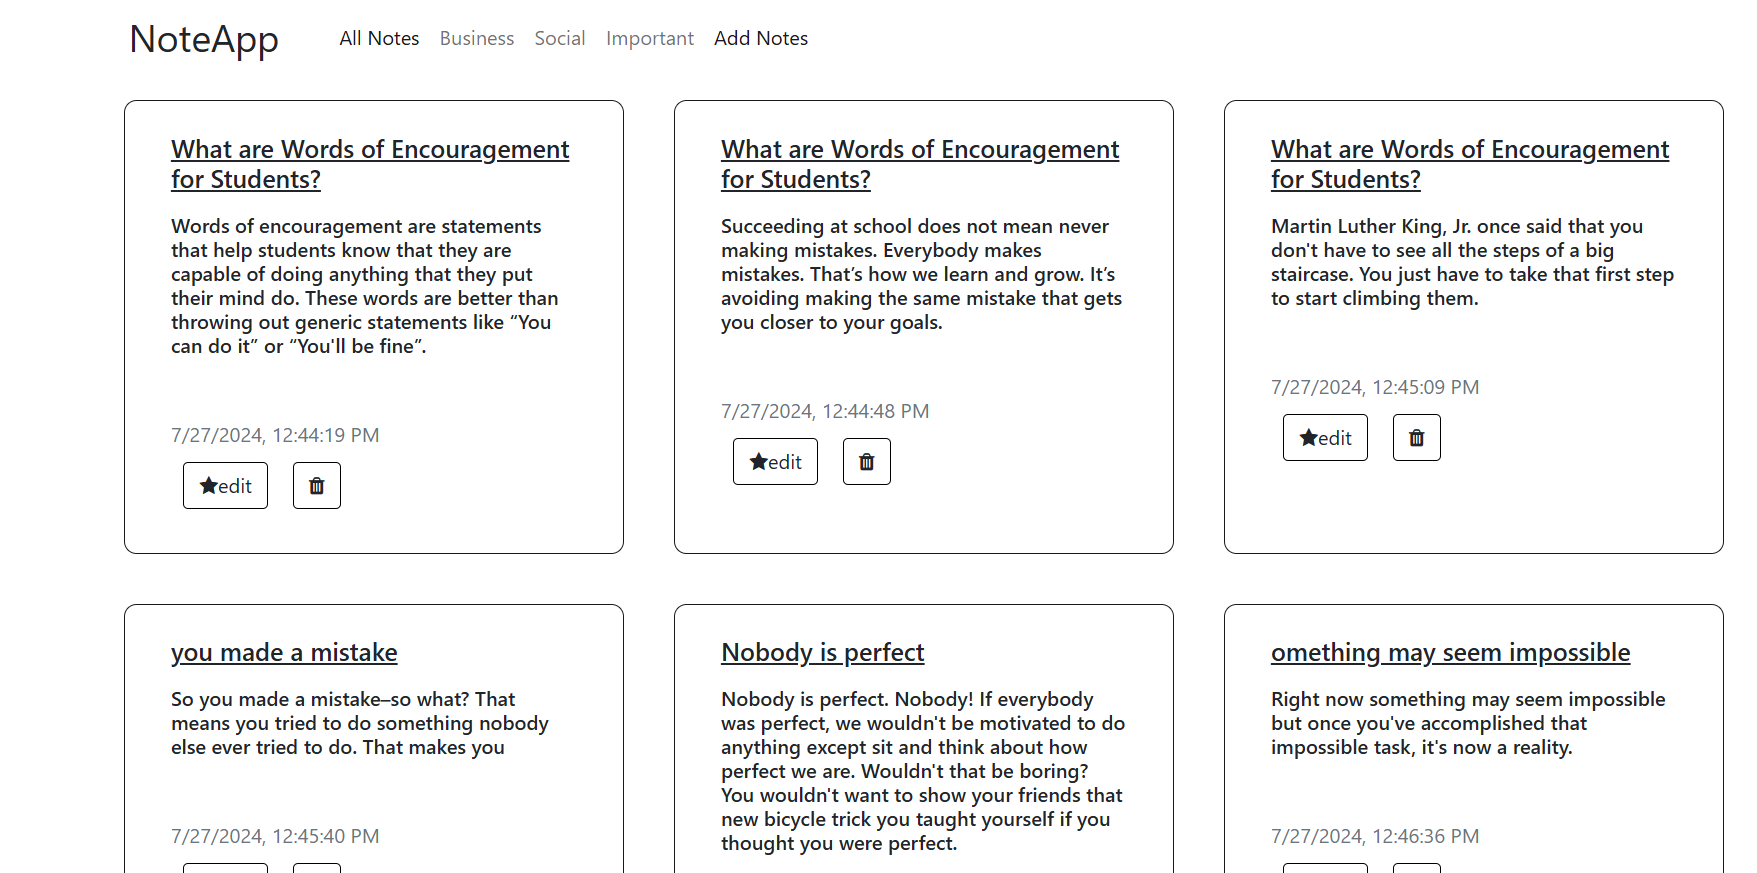 NoteApp
All Notes Business Social Important Add Notes
What are Words of Encouragement
for Students?
Words of encouragement are statements
that help students know that they are
capable of doing anything that they put
their mind do. These words are better than
throwing out generic statements like “You
can do it” or “You'll be fine”.
7/27/2024, 12:44:19 PM
edit
What are Words of Encouragement
for Students?
Succeeding at school does not mean never
making mistakes. Everybody makes
mistakes. That’s how we learn and grow. It’s
avoiding making the same mistake that gets
you closer to your goals.
7/27/2024, 12:44:48 PM
edit
What are Words of Encouragement
for Students?
Martin Luther King, Jr. once said that you
don't have to see all the steps of a big
staircase. You just have to take that first step
to start climbing them.
7/27/2024, 12:45:09 PM
edit
you made a mistake
So you made a mistake–so what? That
means you tried to do something nobody
else ever tried to do. That makes you
7/27/2024, 12:45:40 PM
Nobody is perfect
Nobody is perfect. Nobody! If everybody
was perfect, we wouldn't be motivated to do
anything except sit and think about how
perfect we are. Wouldn't that be boring?
You wouldn't want to show your friends that
new bicycle trick you taught yourself if you
thought you were perfect.
omething may seem impossible
Right now something may seem impossible
but once you've accomplished that
impossible task, it's now a reality.
7/27/2024, 12:46:36 PM